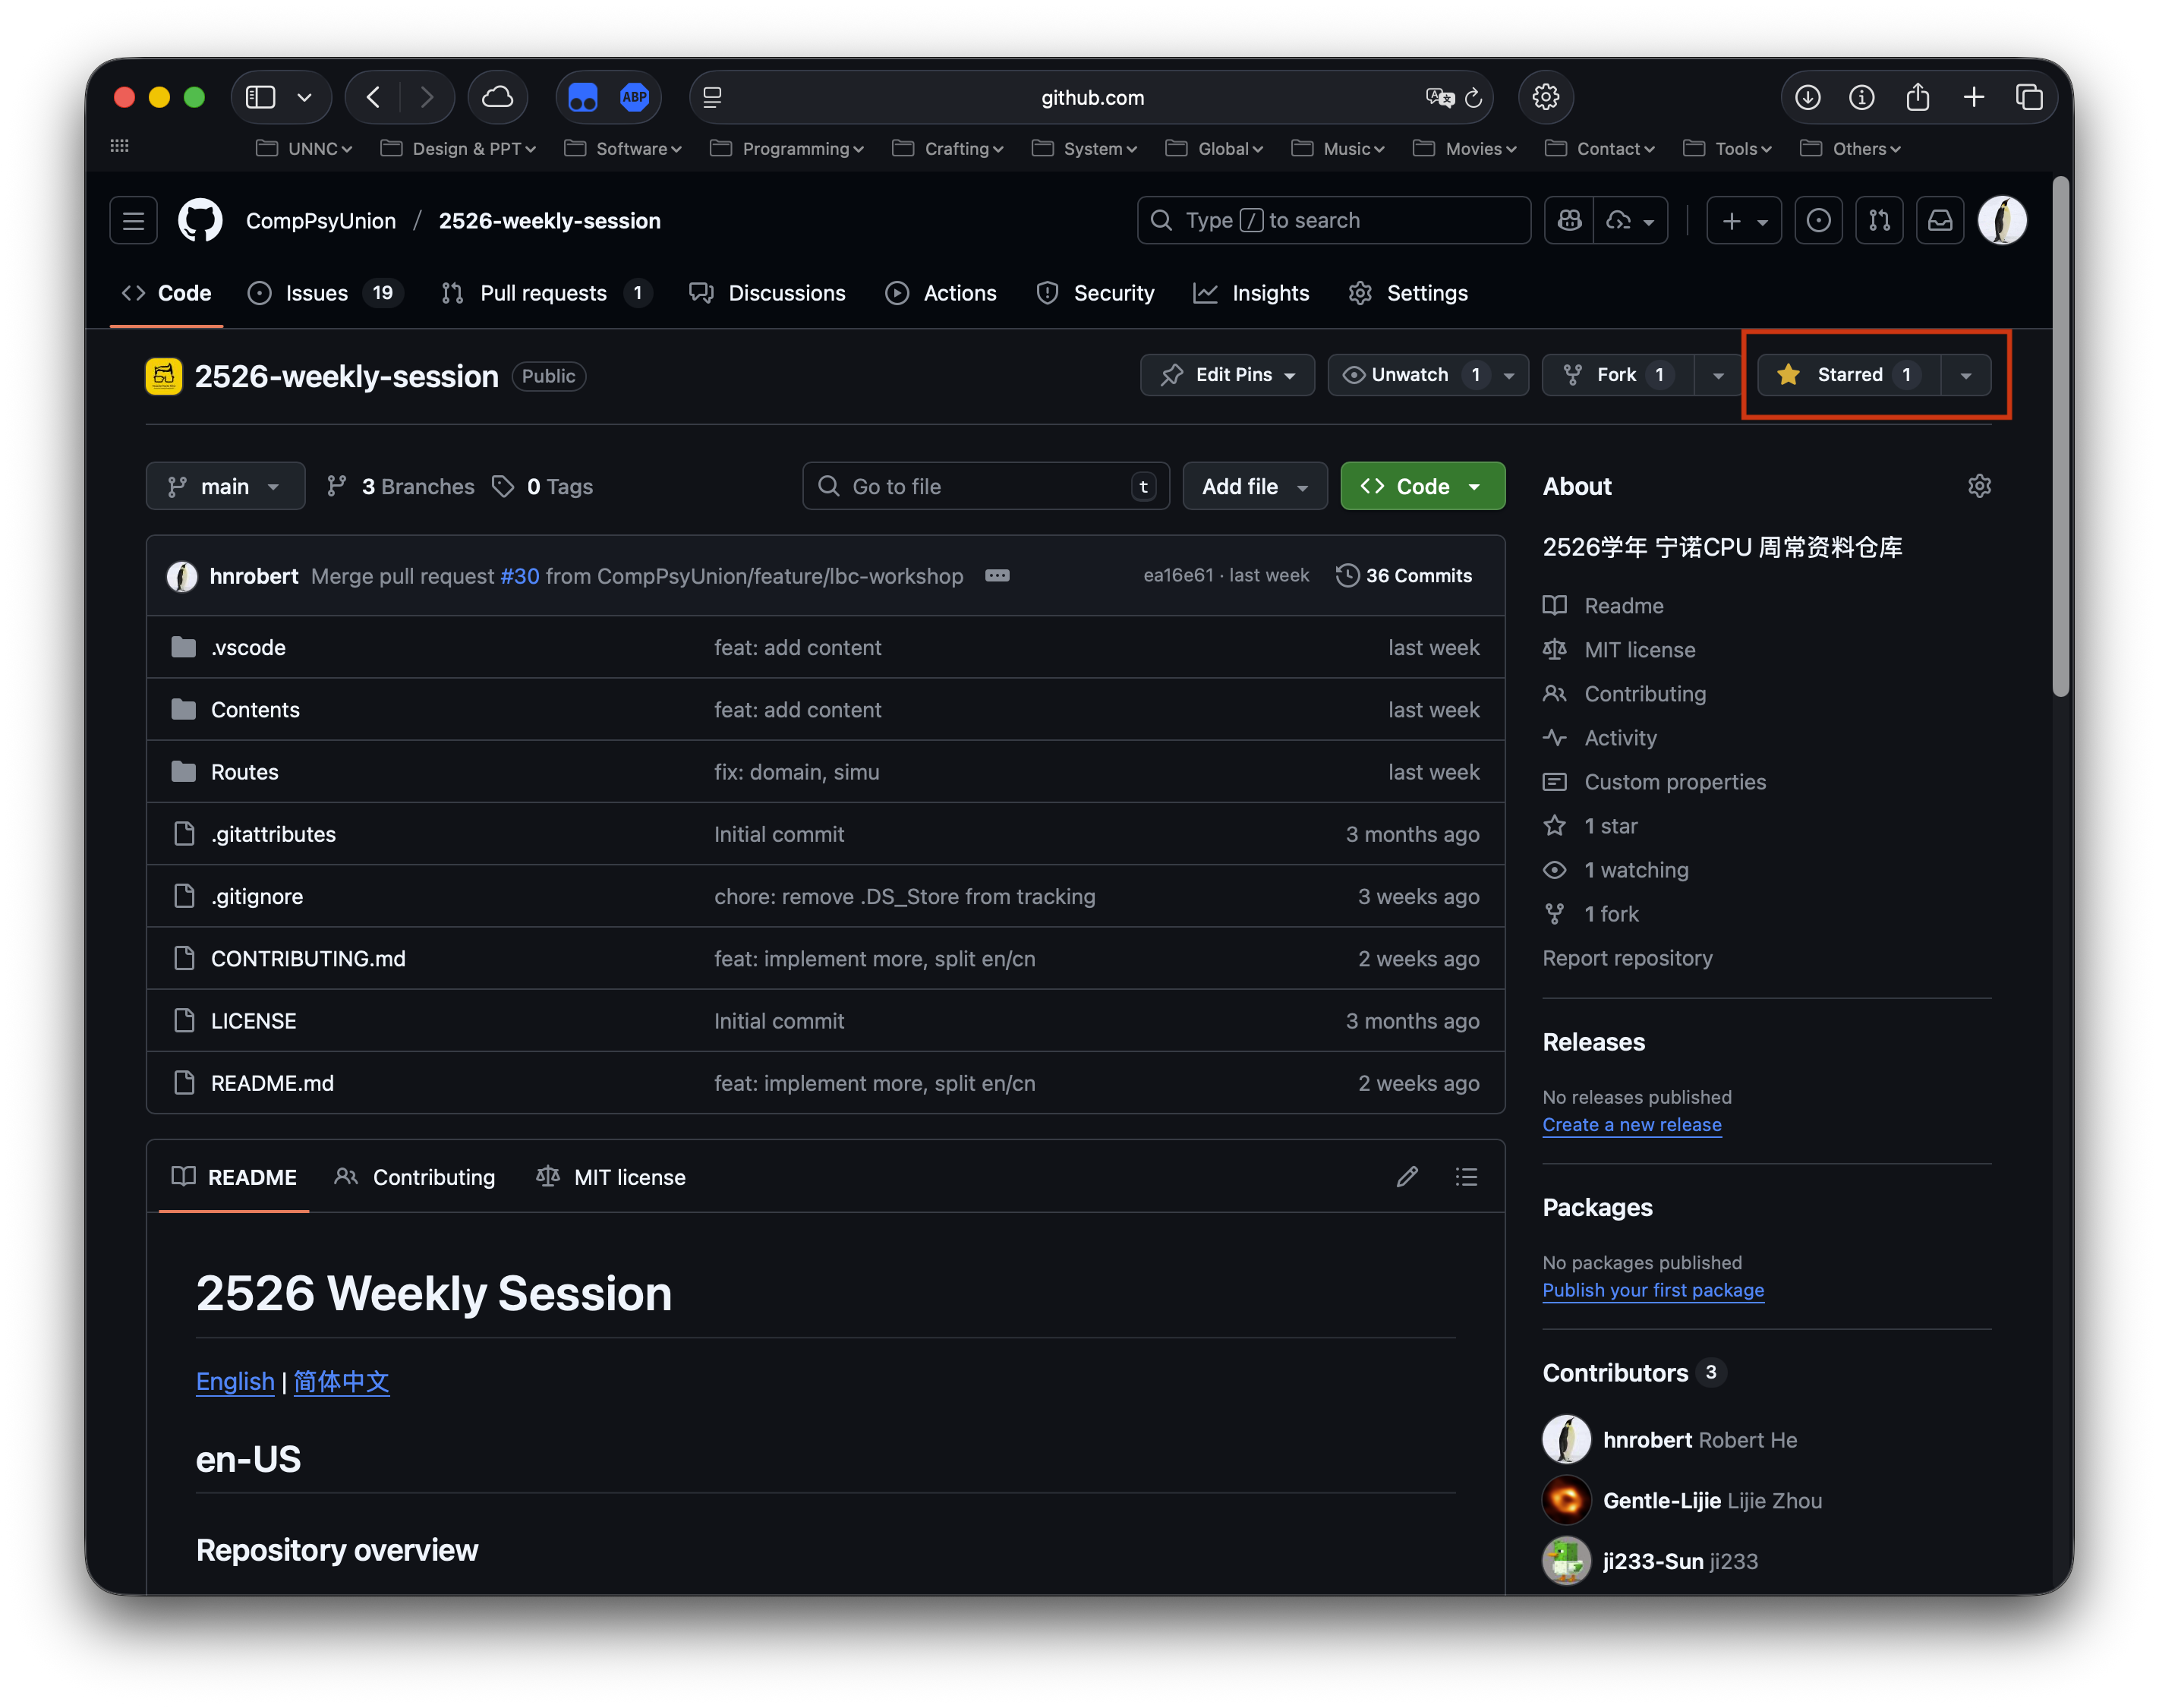 ABP
github.com
UNNC Design & PPT Software Programming Crafting System Global Music Movies Contact Tools Others
CompPsyUnion / 2526-weekly-session
Type / to search
Code Issues 19 Pull requests 1 Discussions Actions Security Insights Settings
2526-weekly-session Public
Edit Pins Unwatch 1 Fork 1 Starred 1
main 3 Branches 0 Tags
Go to file t Add file Code
hnrobert Merge pull request #30 from CompPsyUnion/feature/lbc-workshop ea16e61 · last week 36 Commits
.vscode feat: add content last week
Contents feat: add content last week
Routes fix: domain, simu last week
.gitattributes Initial commit 3 months ago
.gitignore chore: remove .DS_Store from tracking 3 weeks ago
CONTRIBUTING.md feat: implement more, split en/cn 2 weeks ago
LICENSE Initial commit 3 months ago
README.md feat: implement more, split en/cn 2 weeks ago
README Contributing MIT license
2526 Weekly Session
English | 简体中文
en-US
Repository overview
About
2526学年 宁诺CPU 周常资料仓库
Readme
MIT license
Contributing
Activity
Custom properties
1 star
1 watching
1 fork
Report repository
Releases
No releases published
Create a new release
Packages
No packages published
Publish your first package
Contributors 3
hnrobert Robert He
Gentle-Lijie Lijie Zhou
ji233-Sun ji233